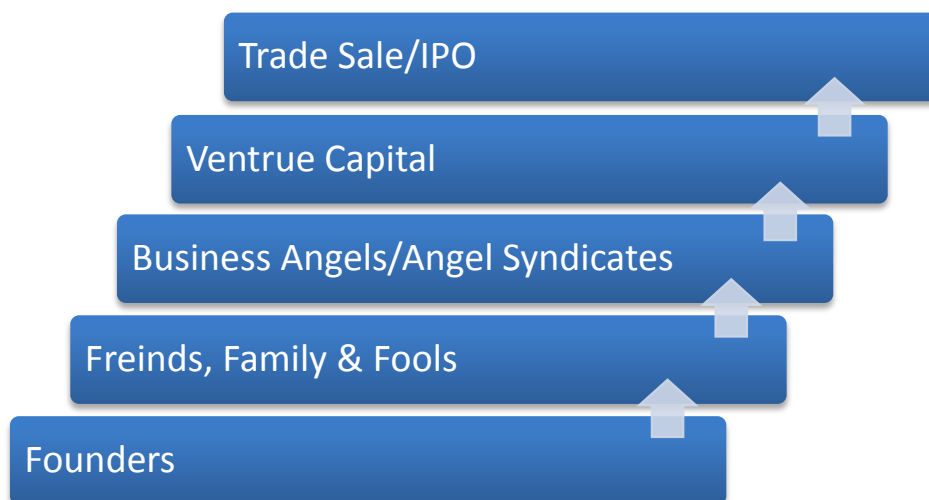 Trade Sale/IPO
Ventrue Capital
Business Angels/Angel Syndicates
Freinds, Family & Fools
Founders